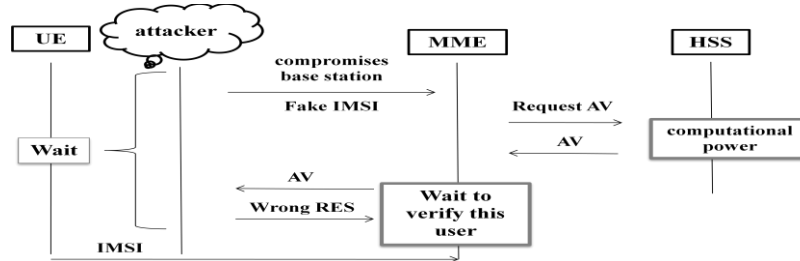 UE
attacker
MME
HSS
compromises
base station
Fake IMSI
Request AV
AV
computational
power
Wait
AV
Wrong RES
Wait to
verify this
user
IMSI